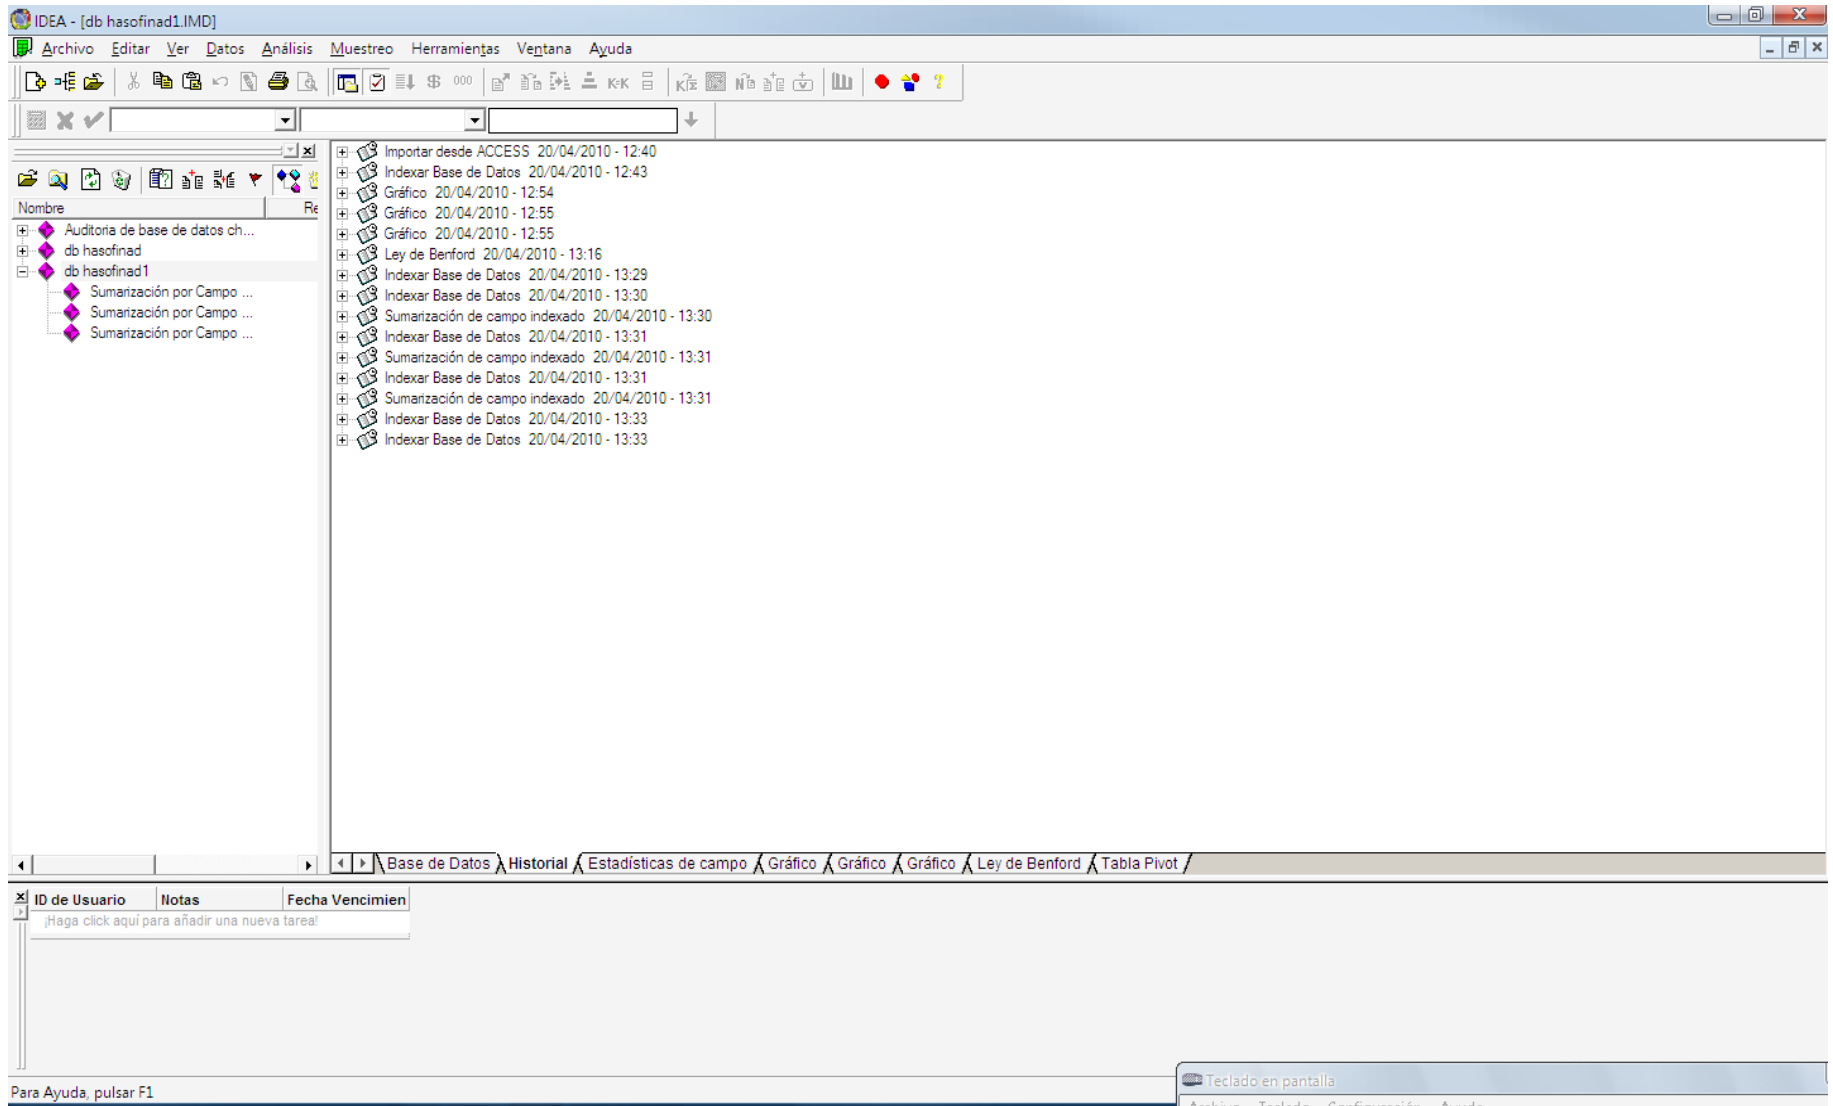 IDEA - [db hasofinad1.IMD]
Archivo Editar Ver Datos Análisis Muestreo Herramientas Ventana Ayuda
Nombre Re
Auditoria de base de datos ch...
db hasofinad
db hasofinad1
Sumarización por Campo ...
Sumarización por Campo ...
Sumarización por Campo ...
Importar desde ACCESS 20/04/2010 - 12:40
Indexar Base de Datos 20/04/2010 - 12:43
Gráfico 20/04/2010 - 12:54
Gráfico 20/04/2010 - 12:55
Gráfico 20/04/2010 - 12:55
Ley de Benford 20/04/2010 - 13:16
Indexar Base de Datos 20/04/2010 - 13:29
Indexar Base de Datos 20/04/2010 - 13:30
Sumarización de campo indexado 20/04/2010 - 13:30
Indexar Base de Datos 20/04/2010 - 13:31
Sumarización de campo indexado 20/04/2010 - 13:31
Indexar Base de Datos 20/04/2010 - 13:31
Sumarización de campo indexado 20/04/2010 - 13:31
Indexar Base de Datos 20/04/2010 - 13:33
Indexar Base de Datos 20/04/2010 - 13:33
Base de Datos Historial Estadísticas de campo Gráfico Gráfico Gráfico Ley de Benford Tabla Pivot
ID de Usuario Notas Fecha Vencimien
¡Haga click aquí para añadir una nueva tarea!
Teclado en pantalla
Archivo Teclado Configuración Ayuda
Para Ayuda, pulsar F1